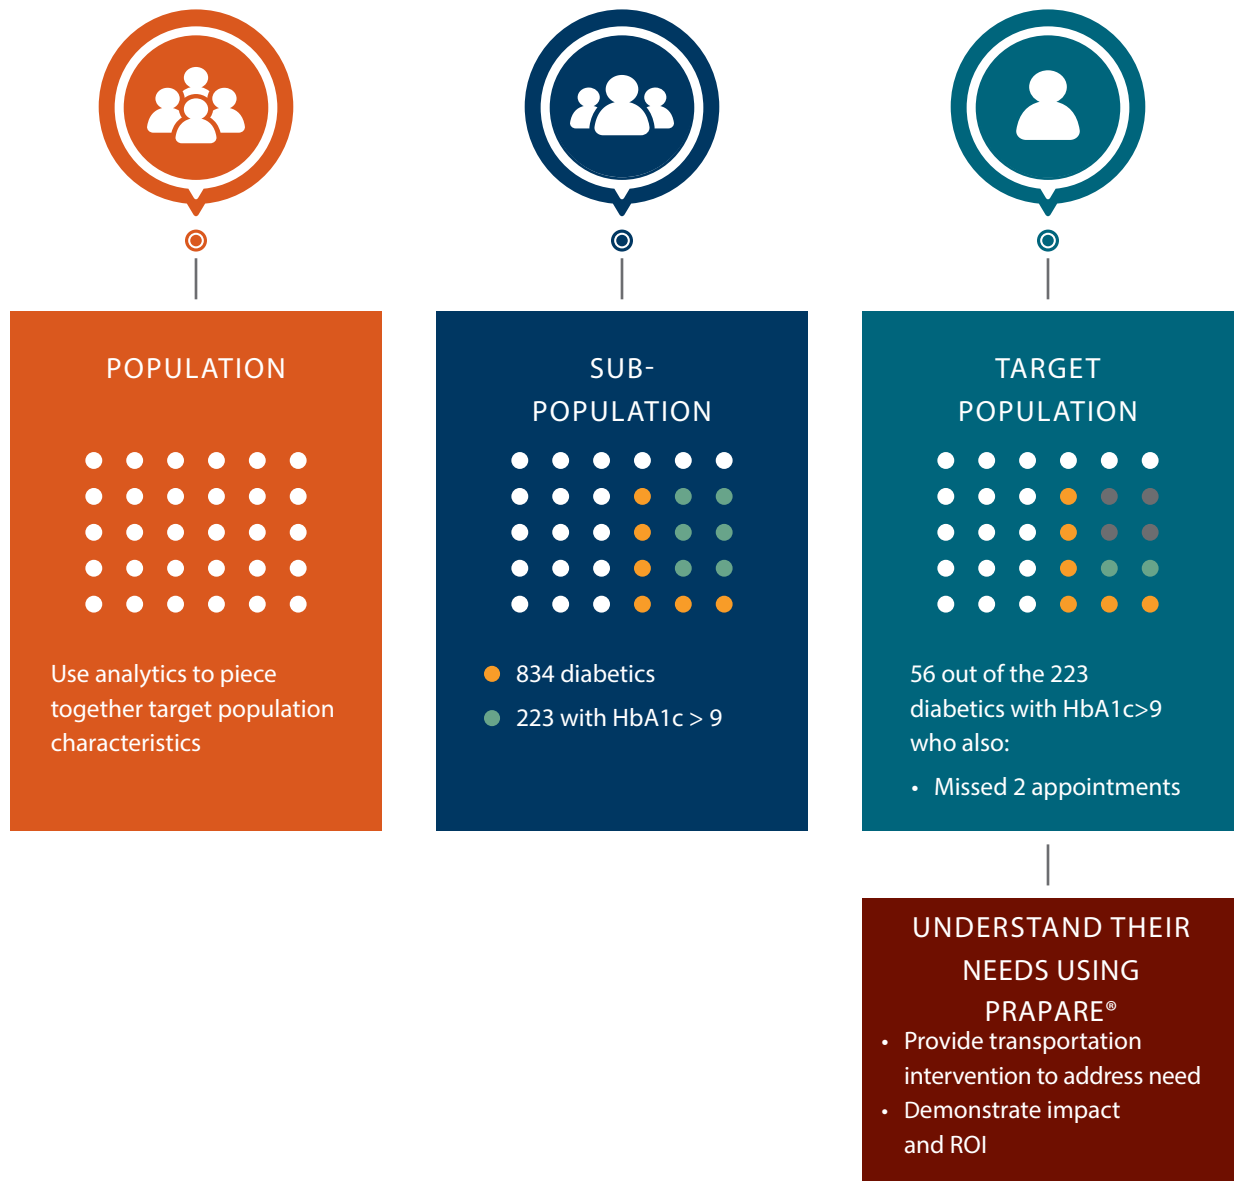 POPULATION
Use analytics to piece
together target population
characteristics
SUB-
POPULATION
834 diabetics
223 with HbA1c > 9
TARGET
POPULATION
56 out of the 223
diabetics with HbA1c>9
who also:
• Missed 2 appointments
UNDERSTAND THEIR
NEEDS USING
PRAPARE®
• Provide transportation
intervention to address need
• Demonstrate impact
and ROI